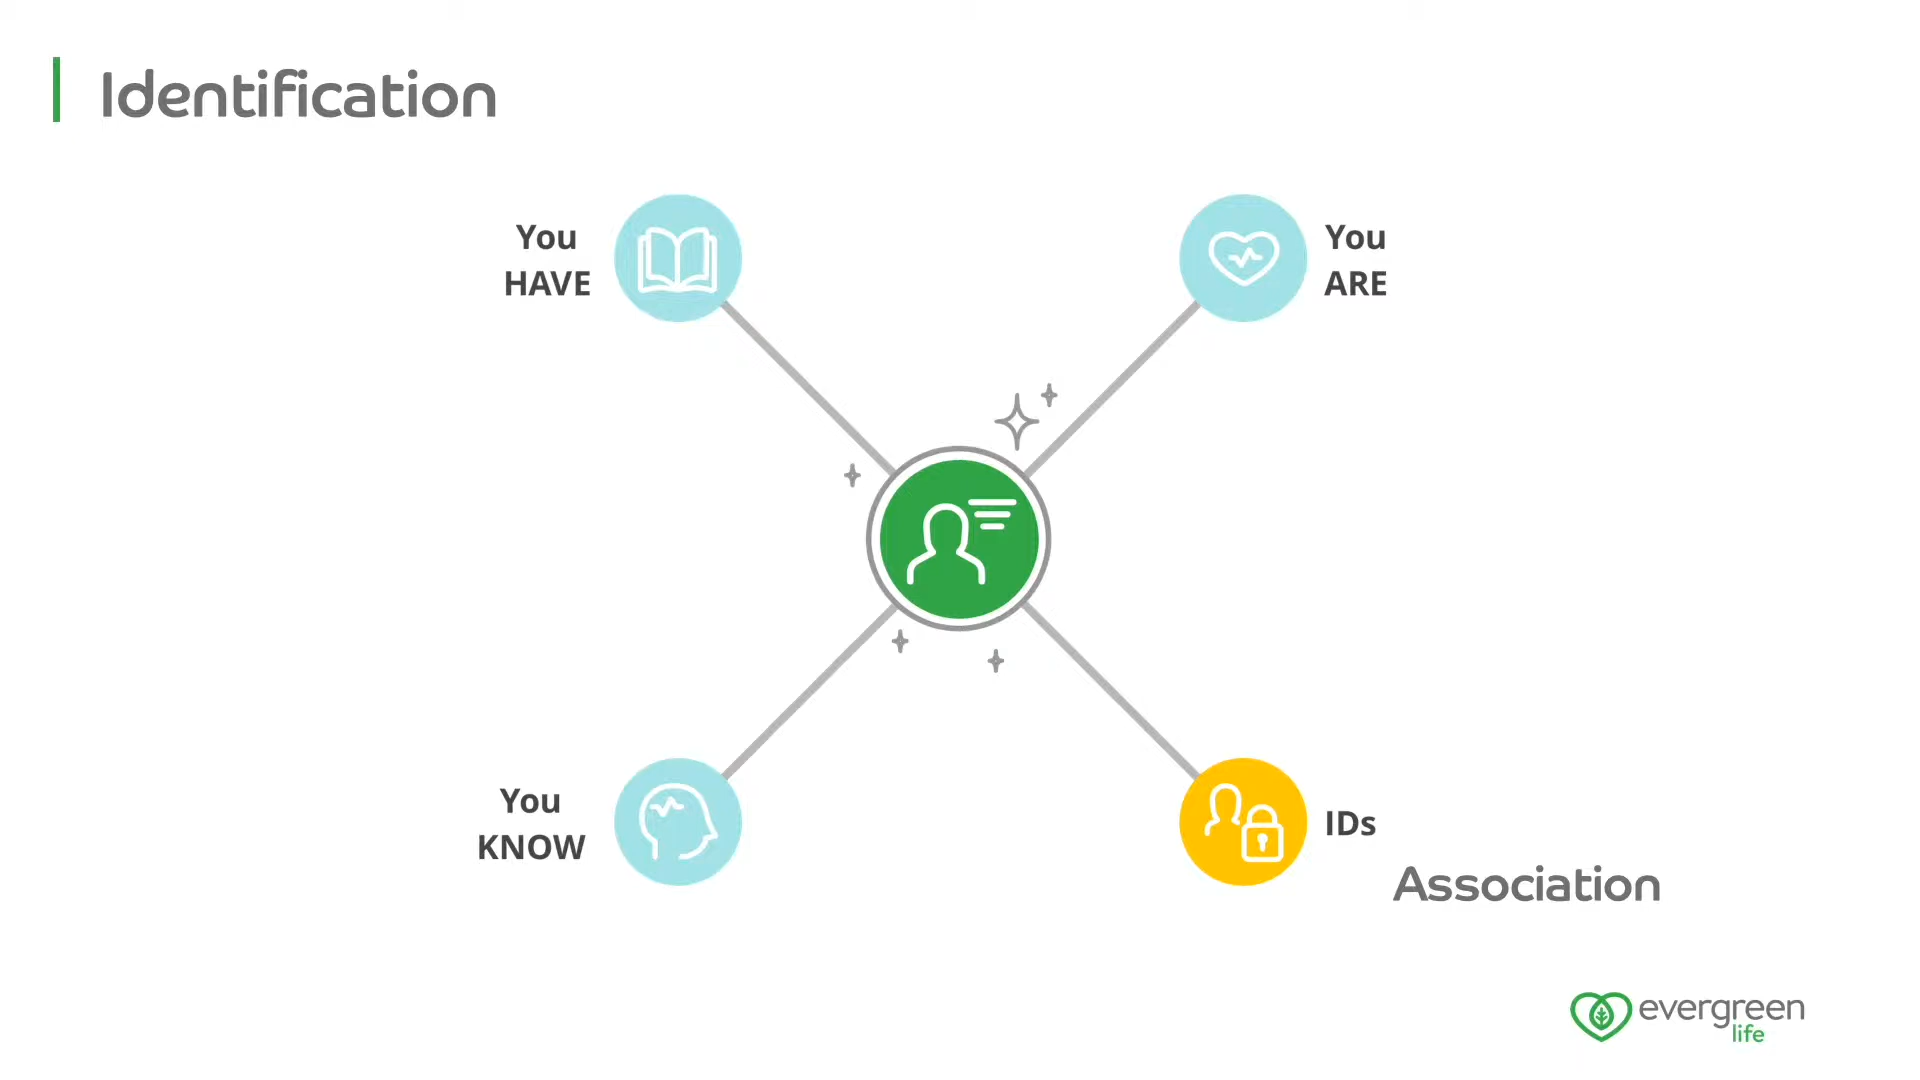 Identification
You
HAVE
You
ARE
You
KNOW
IDs
Association
evergreen
life